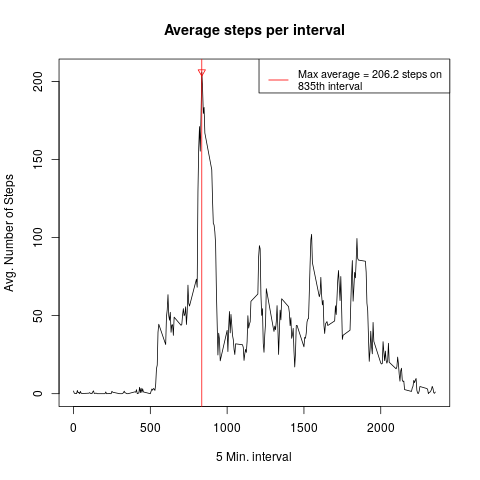 Average steps per interval
Max average = 206.2 steps on
835th interval
Avg. Number of Steps
200
150
100
50
0
0 500 1000 1500 2000
5 Min. interval